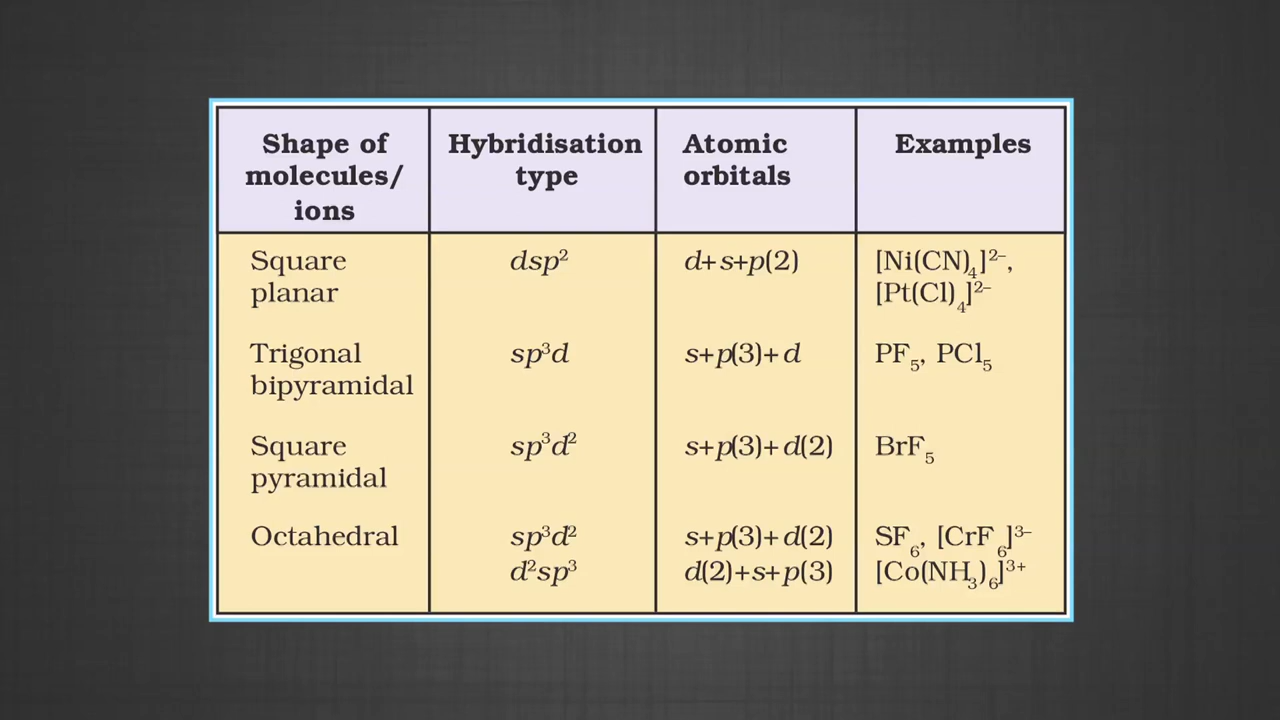 Shape of molecules/ ions Hybridisation type Atomic orbitals Examples
Square planar dsp² d+s+p(2) [Ni(CN)₄]²⁻, [Pt(Cl)₄]²⁻
Trigonal bipyramidal sp³d s+p(3)+d PF₅, PCl₅
Square pyramidal sp³d² s+p(3)+d(2) BrF₅
Octahedral sp³d² s+p(3)+d(2) SF₆, [CrF₆]³⁻
d²sp³ d(2)+s+p(3) [Co(NH₃)₆]³⁺